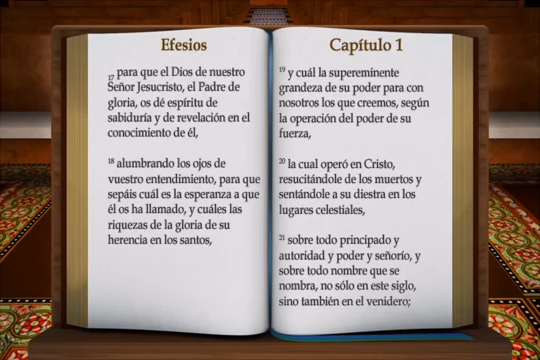 Efesios
17 para que el Dios de nuestro
Señor Jesucristo, el Padre de
gloria, os dé espíritu de
sabiduría y de revelación en el
conocimiento de él,
18 alumbrando los ojos de
vuestro entendimiento, para que
sepáis cuál es la esperanza a que
él os ha llamado, y cuáles las
riquezas de la gloria de su
herencia en los santos,
Capítulo 1
19 y cuál la supereminente
grandeza de su poder para con
nosotros los que creemos, según
la operación del poder de su
fuerza,
20 la cual operó en Cristo,
resucitándole de los muertos y
sentándole a su diestra en los
lugares celestiales,
21 sobre todo principado y
autoridad y poder y señorío, y
sobre todo nombre que se
nombra, no sólo en este siglo,
sino también en el venidero;